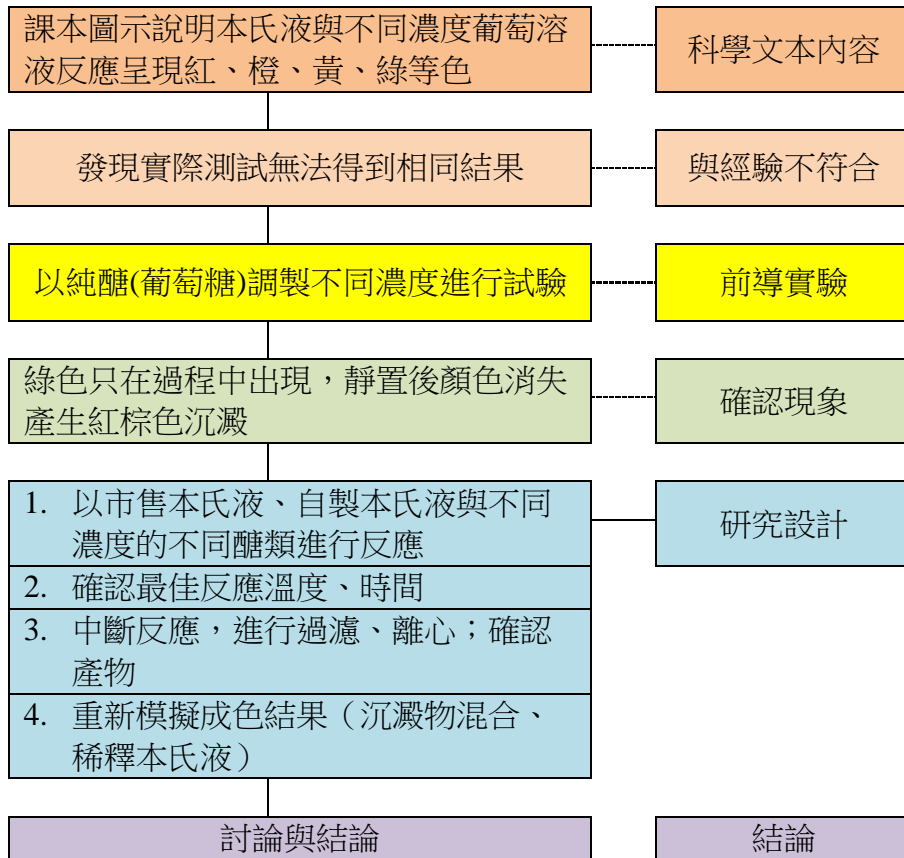 課本圖示說明本氏液與不同濃度葡萄溶
液反應呈現紅、橙、黃、綠等色
科學文本內容
發現實際測試無法得到相同結果
與經驗不符合
以純醣(葡萄糖)調製不同濃度進行試驗
前導實驗
綠色只在過程中出現，靜置後顏色消失
產生紅棕色沉澱
確認現象
1. 以市售本氏液、自製本氏液與不同
濃度的不同醣類進行反應
研究設計
2. 確認最佳反應溫度、時間
3. 中斷反應，進行過濾、離心；確認
產物
4. 重新模擬成色結果（沉澱物混合、
稀釋本氏液）
討論與結論
結論